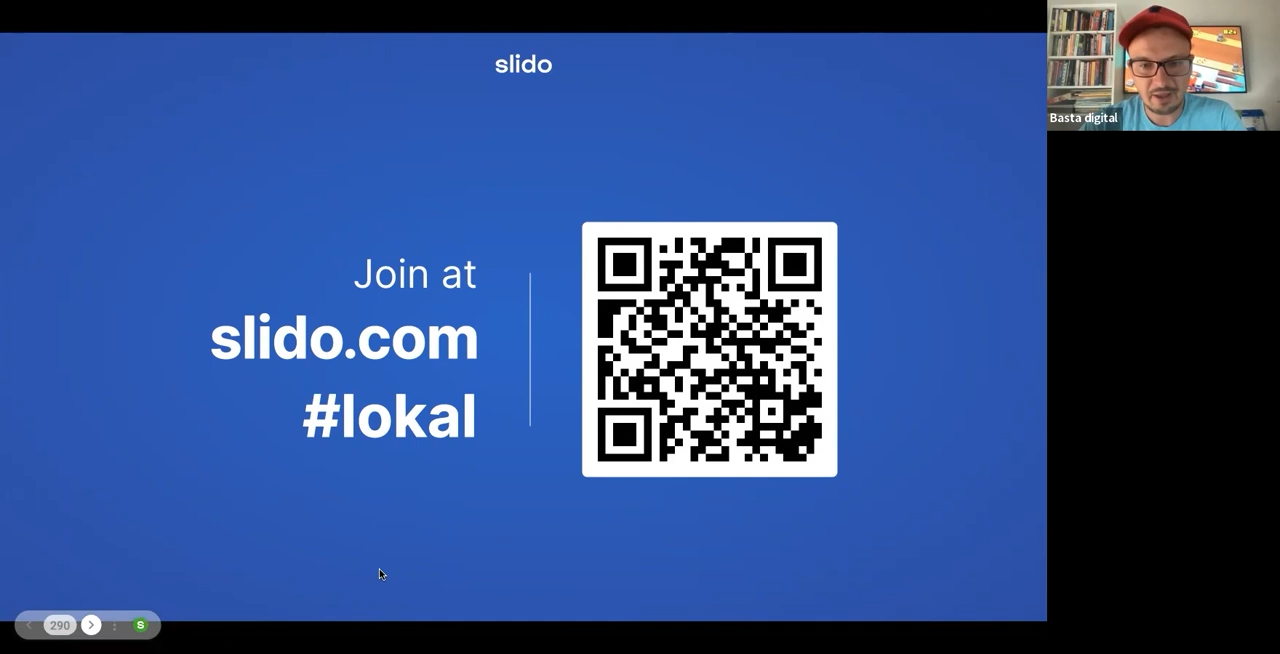 slido
Join at
slido.com
#lokal
Basta digital
290
S